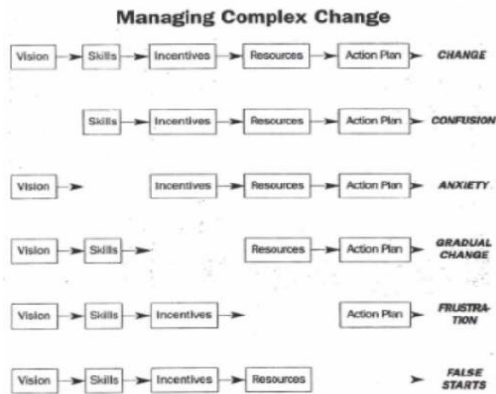 Managing Complex Change
Vision Skills Incentives Resources Action Plan CHANGE
Skills Incentives Resources Action Plan CONFUSION
Vision Incentives Resources Action Plan ANXIETY
Vision Skills Resources Action Plan GRADUAL
CHANGE
Vision Skills Incentives Action Plan FRUSTRA-
TION
Vision Skills Incentives Resources FALSE
STARTS